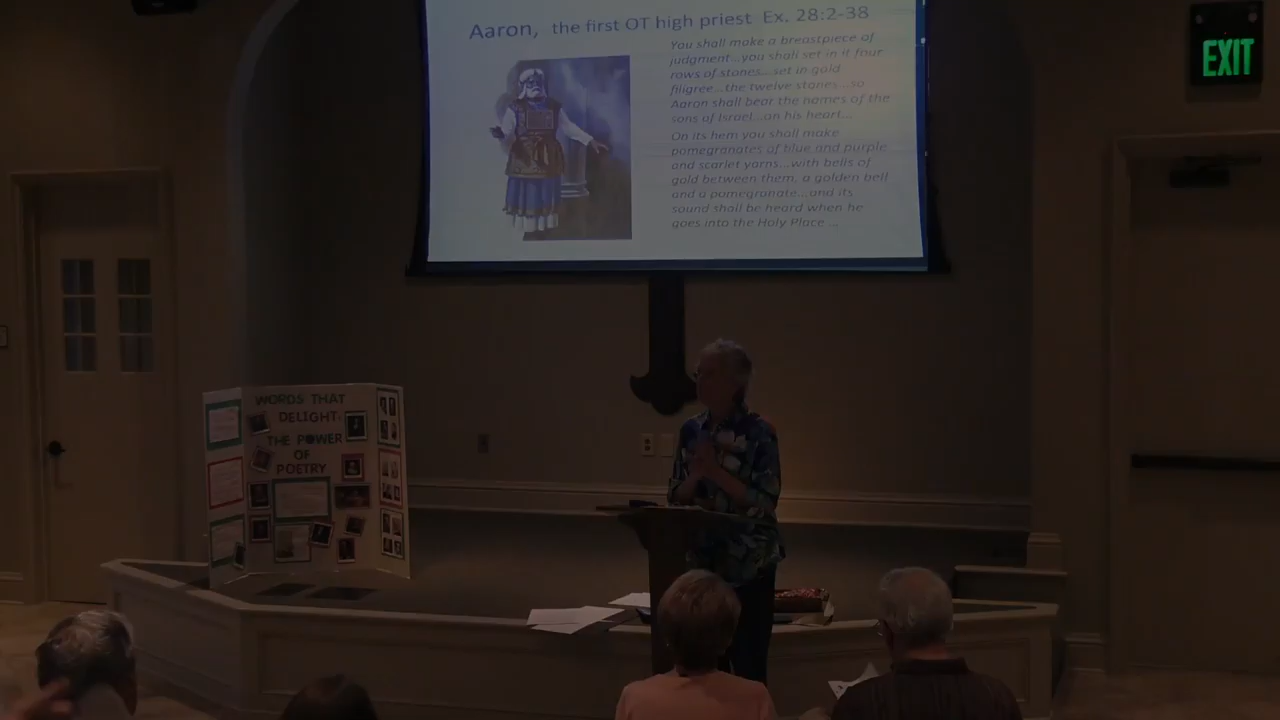 Aaron, the first OT high priest Ex. 28:2-38
You shall make a breastpiece of
judgment...you shall set in it four
rows of stones...set in gold
filigree...the twelve stones...so
Aaron shall bear the names of the
sons of Israel...on his heart...
On its hem you shall make
pomegranates of blue and purple
and scarlet yarns...with bells of
gold between them, a golden bell
and a pomegranate...and its
sound shall be heard when he
goes into the Holy Place ...
EXIT
WORDS THAT
DELIGHT:
THE POWER
OF
POETRY